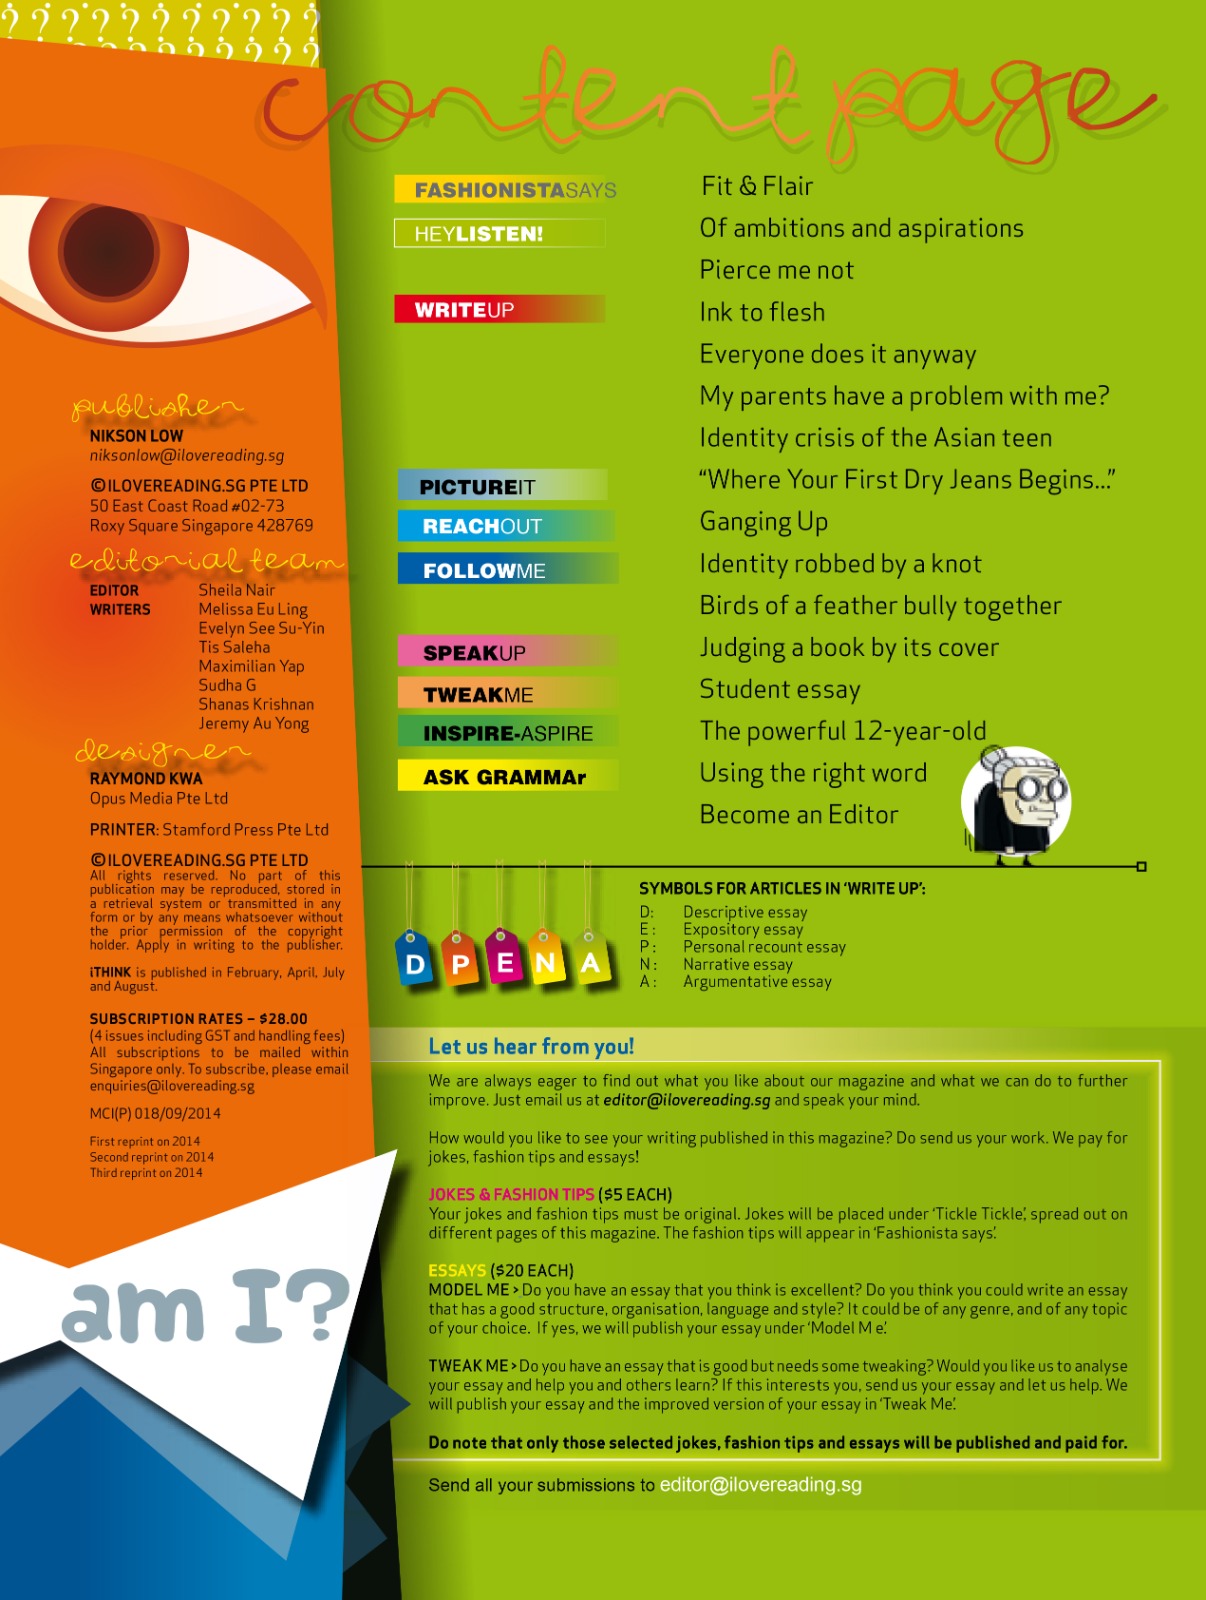 ? ? ? ? ? ? ? ? ? ? ? ?
? ? ? ? ? ? ? ? ? ?
content page
FASHIONISTASAYS
HEYLISTEN!
WRITEUP
PICTUREIT
REACHOUT
FOLLOWME
SPEAKUP
TWEAKME
INSPIRE-ASPIRE
ASK GRAMMAr
Fit & Flair
Of ambitions and aspirations
Pierce me not
Ink to flesh
Everyone does it anyway
My parents have a problem with me?
Identity crisis of the Asian teen
“Where Your First Dry Jeans Begins...”
Ganging Up
Identity robbed by a knot
Birds of a feather bully together
Judging a book by its cover
Student essay
The powerful 12-year-old
Using the right word
Become an Editor
publisher
NIKSON LOW
niksonlow@ilovereading.sg
©ILOVEREADING.SG PTE LTD
50 East Coast Road #02-73
Roxy Square Singapore 428769
editorial team
EDITOR Sheila Nair
WRITERS Melissa Eu Ling
Evelyn See Su-Yin
Tis Saleha
Maximilian Yap
Sudha G
Shanas Krishnan
Jeremy Au Yong
designer
RAYMOND KWA
Opus Media Pte Ltd
PRINTER: Stamford Press Pte Ltd
©ILOVEREADING.SG PTE LTD
All rights reserved. No part of this
publication may be reproduced, stored in
a retrieval system or transmitted in any
form or by any means whatsoever without
the prior permission of the copyright
holder. Apply in writing to the publisher.
iTHINK is published in February, April, July
and August.
SUBSCRIPTION RATES – $28.00
(4 issues including GST and handling fees)
All subscriptions to be mailed within
Singapore only. To subscribe, please email
enquiries@ilovereading.sg
MCI(P) 018/09/2014
First reprint on 2014
Second reprint on 2014
Third reprint on 2014
am I?
D P E N A
SYMBOLS FOR ARTICLES IN ‘WRITE UP’:
D: Descriptive essay
E : Expository essay
P : Personal recount essay
N : Narrative essay
A : Argumentative essay
Let us hear from you!
We are always eager to find out what you like about our magazine and what we can do to further
improve. Just email us at editor@ilovereading.sg and speak your mind.
How would you like to see your writing published in this magazine? Do send us your work. We pay for
jokes, fashion tips and essays!
JOKES & FASHION TIPS ($5 EACH)
Your jokes and fashion tips must be original. Jokes will be placed under ‘Tickle Tickle’, spread out on
different pages of this magazine. The fashion tips will appear in ‘Fashionista says’.
ESSAYS ($20 EACH)
MODEL ME > Do you have an essay that you think is excellent? Do you think you could write an essay
that has a good structure, organisation, language and style? It could be of any genre, and of any topic
of your choice. If yes, we will publish your essay under ‘Model M e’.
TWEAK ME > Do you have an essay that is good but needs some tweaking? Would you like us to analyse
your essay and help you and others learn? If this interests you, send us your essay and let us help. We
will publish your essay and the improved version of your essay in ‘Tweak Me’.
Do note that only those selected jokes, fashion tips and essays will be published and paid for.
Send all your submissions to editor@ilovereading.sg